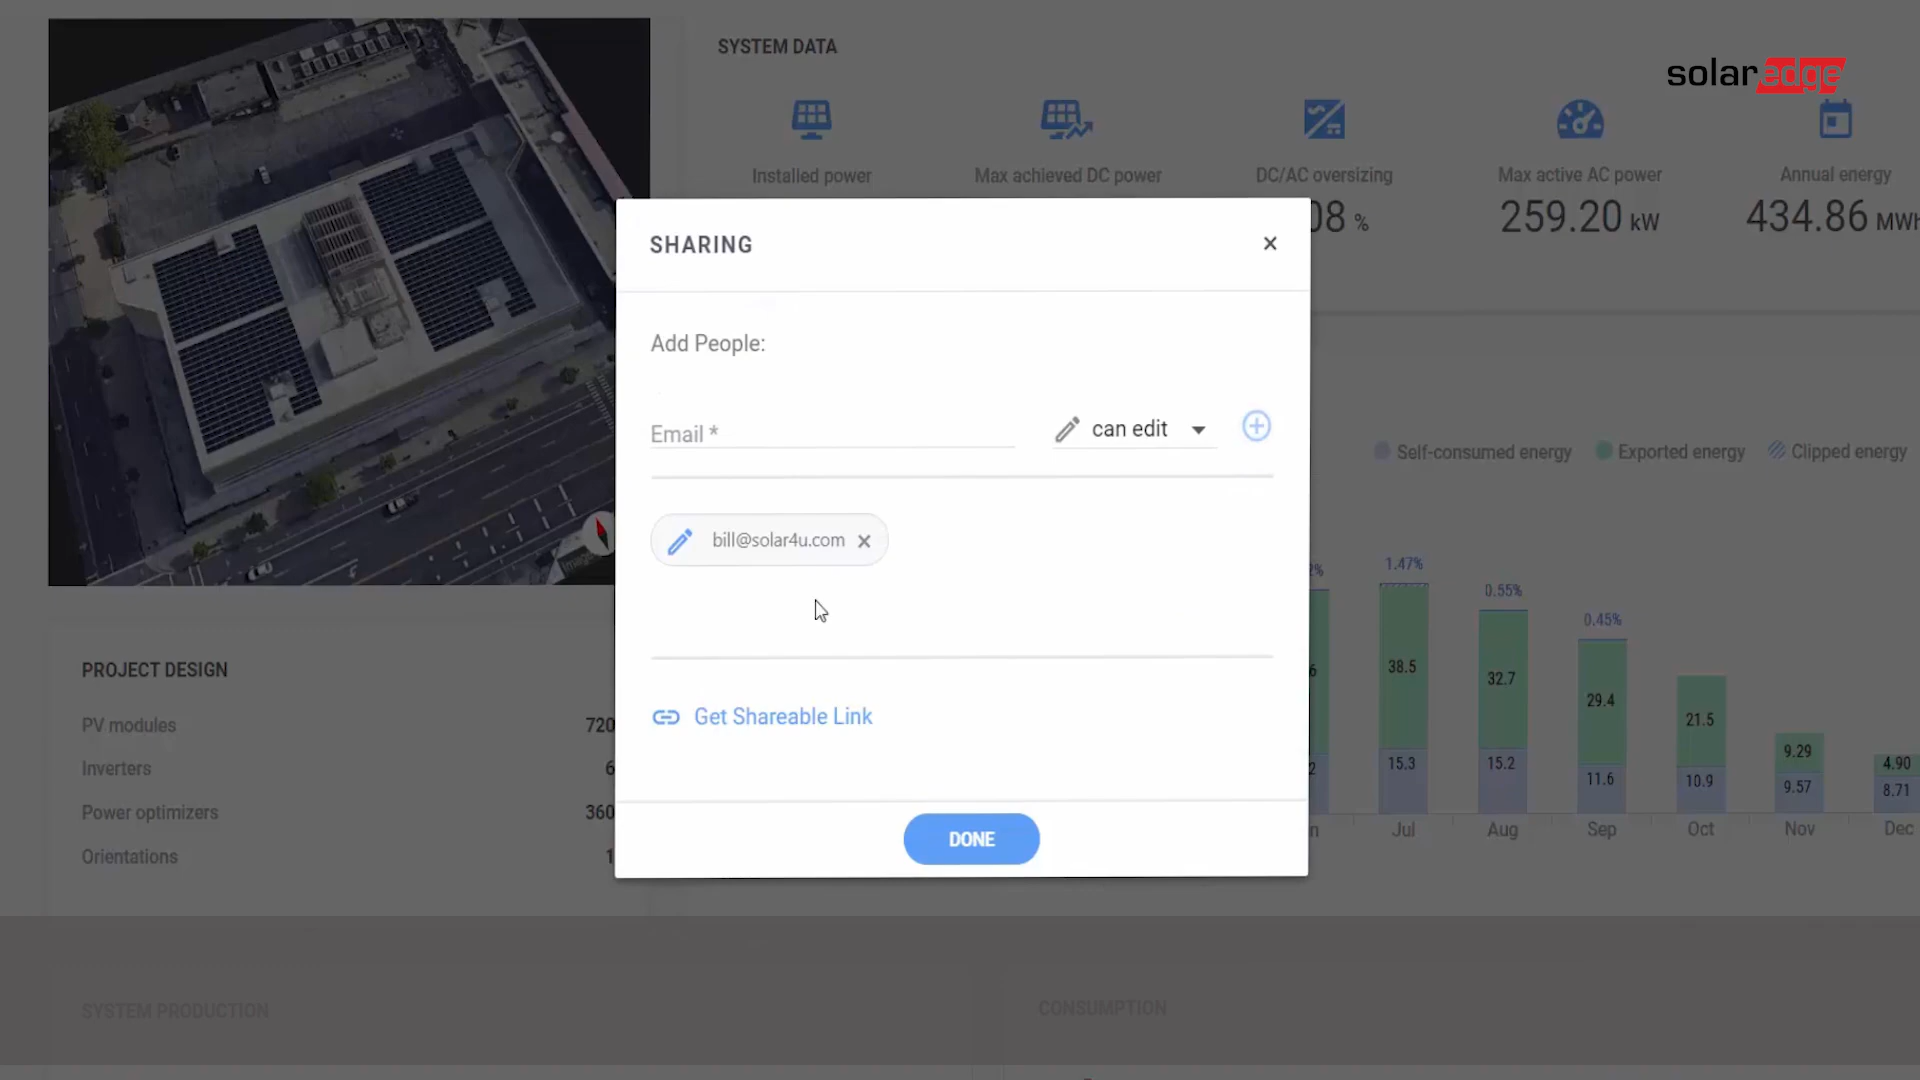 SYSTEM DATA
solaredge
Installed power
Max achieved DC power
DC/AC oversizing
Max active AC power
Annual energy
08 %
259.20 kW
434.86 MWh
SHARING
Add People:
Email *
can edit
Self-consumed energy
Exported energy
Clipped energy
bill@solar4u.com
Get Shareable Link
DONE
PROJECT DESIGN
PV modules 720
Inverters 6
Power optimizers 360
Orientations 1
1.47%
0.55%
0.45%
38.5
32.7
29.4
21.5
9.29
4.90
15.3
15.2
11.6
10.9
9.57
8.71
Jul
Aug
Sep
Oct
Nov
Dec
SYSTEM PRODUCTION
CONSUMPTION